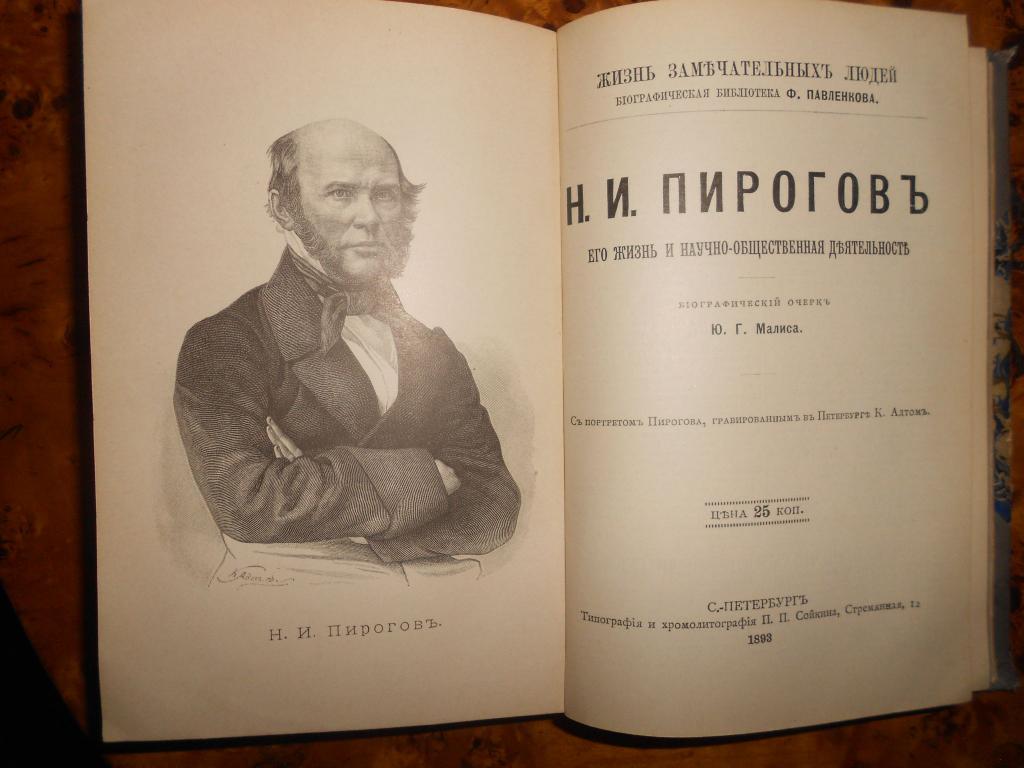 Н. И. Пироговъ.
ЖИЗНЬ ЗАМѢЧАТЕЛЬНЫХЪ ЛЮДЕЙ
БІОГРАФИЧЕСКАЯ БИБЛІОТЕКА Ф. ПАВЛЕНКОВА.
Н. И. ПИРОГОВЪ
ЕГО ЖИЗНЬ И НАУЧНО-ОБЩЕСТВЕННАЯ ДѢЯТЕЛЬНОСТЬ
БІОГРАФИЧЕСКІЙ ОЧЕРКЪ
Ю. Г. Малиса.
Съ портретомъ Пирогова, гравированнымъ въ Петербургѣ К. Адтомъ.
ЦѢНА 25 КОП.
С.-ПЕТЕРБУРГЪ
Типографія и хромолитографія П. П. Сойкина, Стремянная, 12
1893